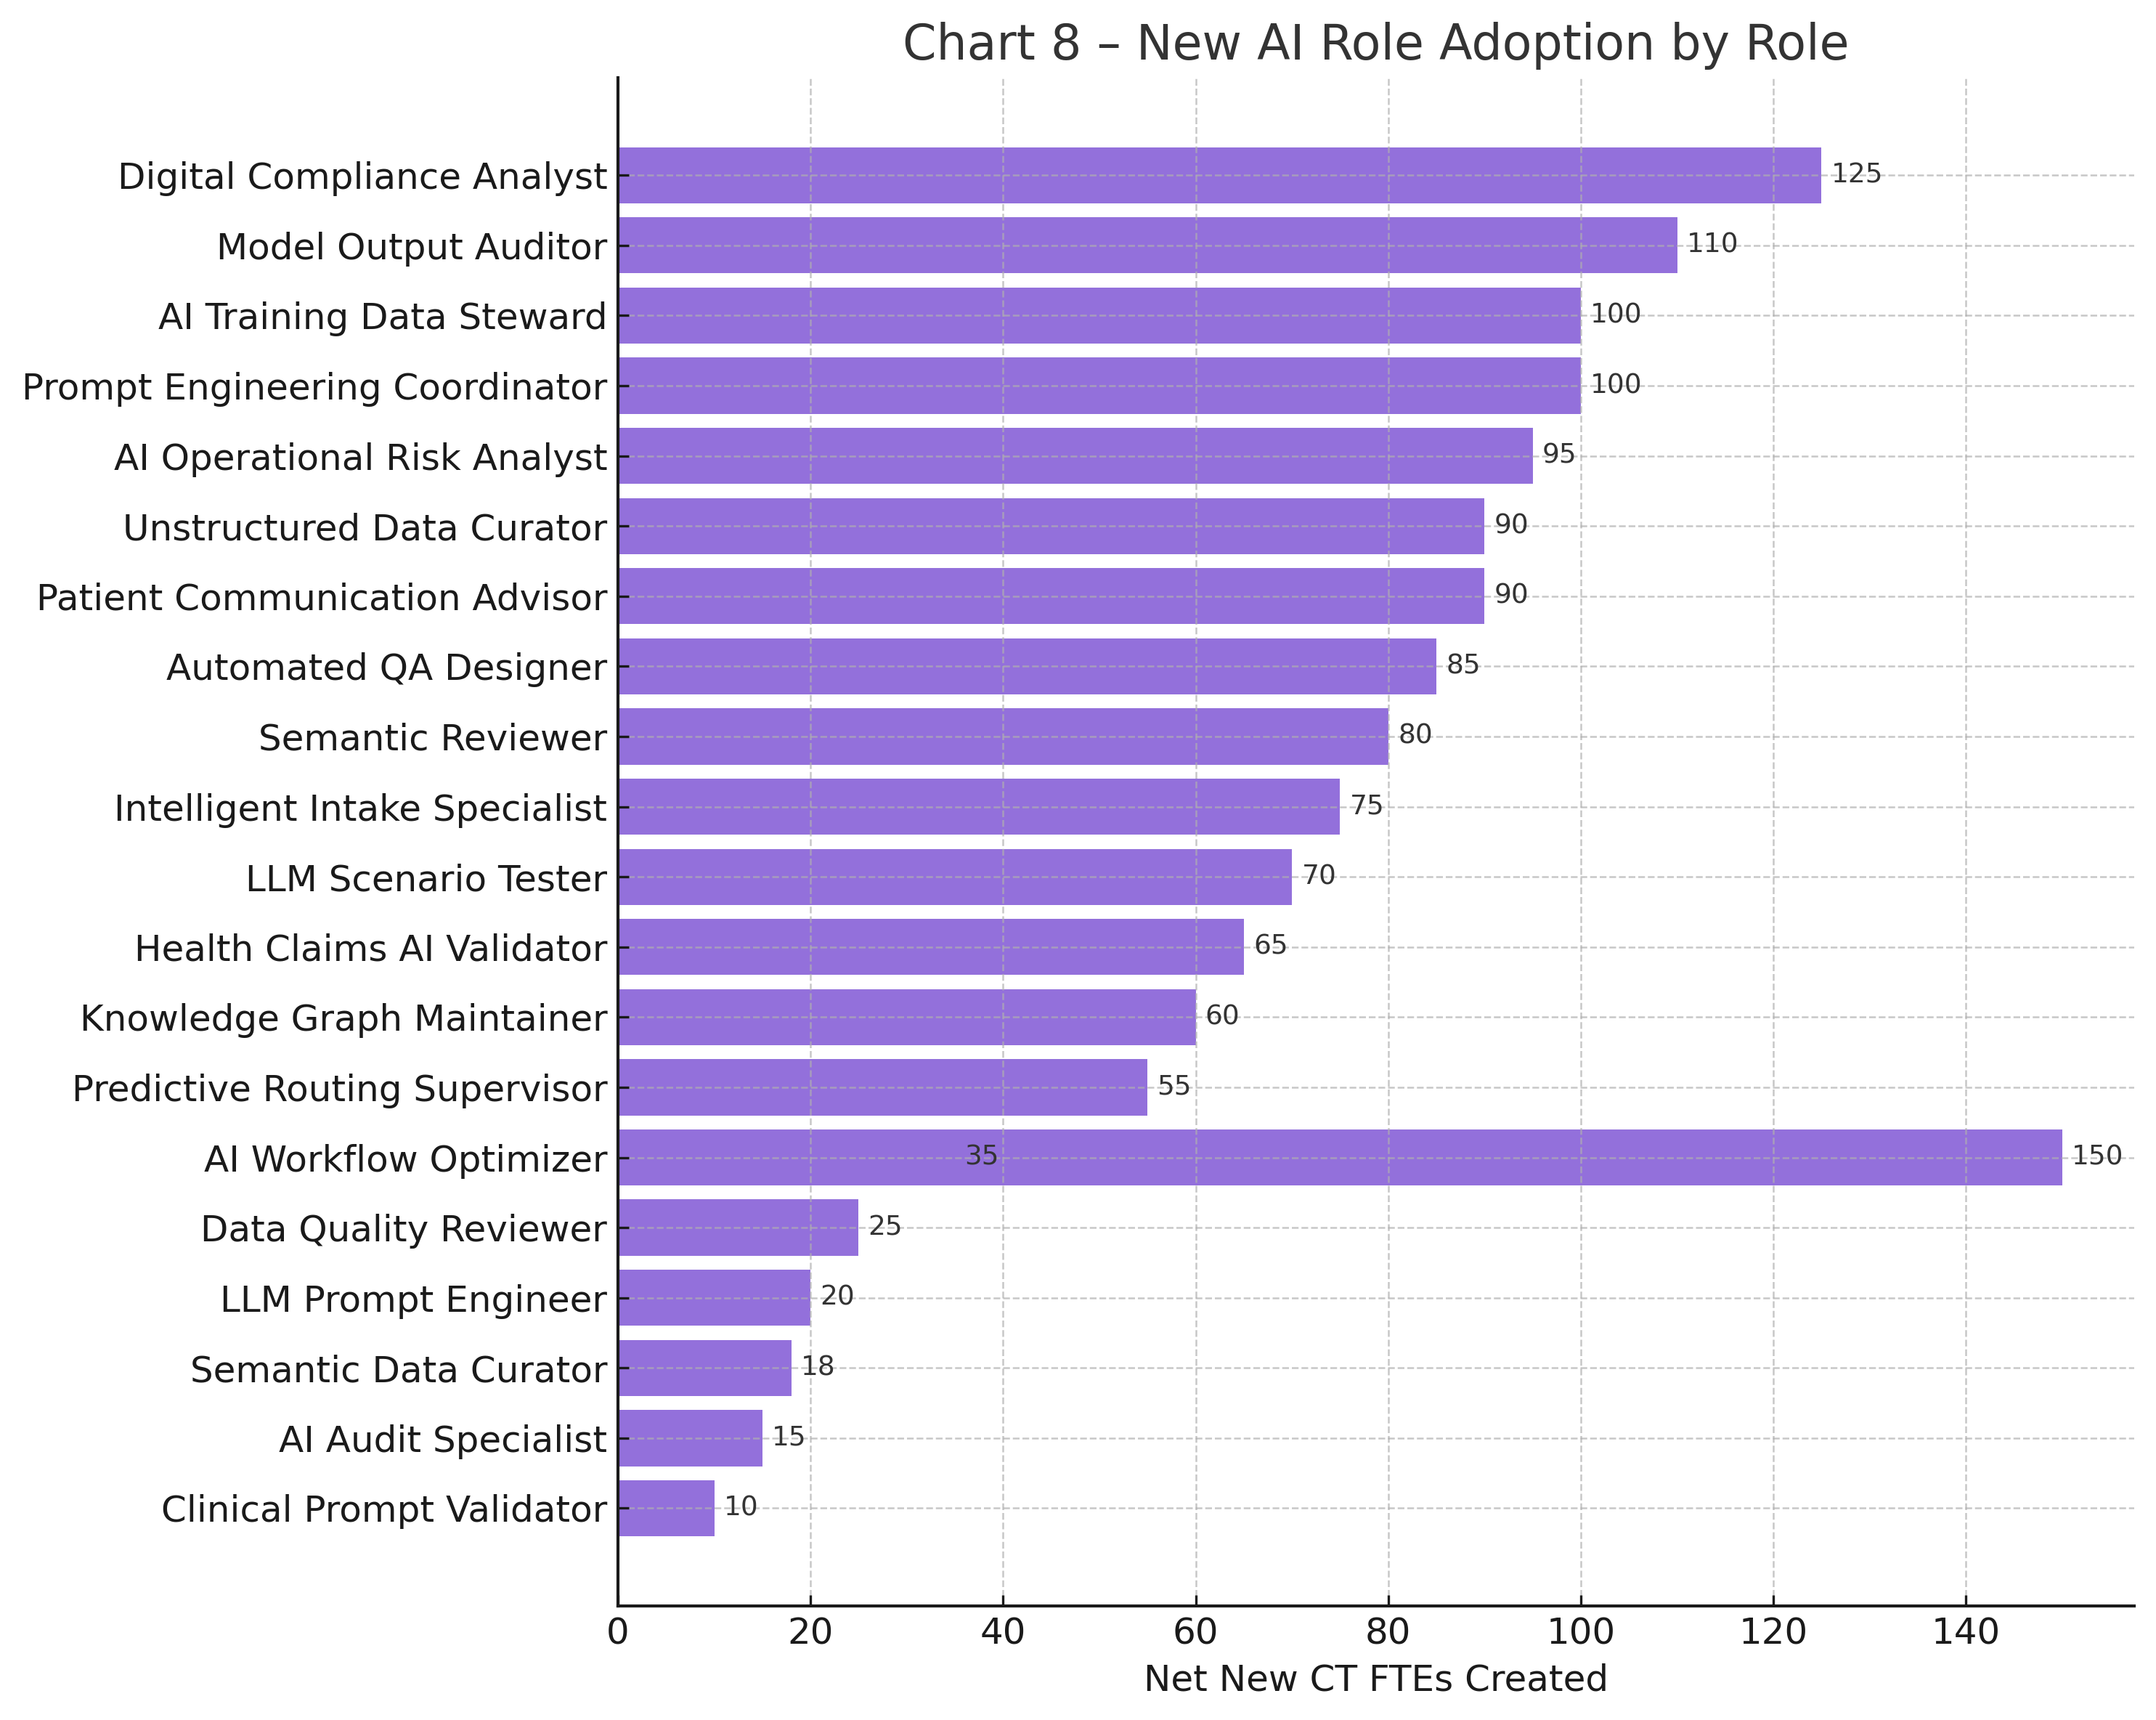 Chart 8 – New AI Role Adoption by Role
Digital Compliance Analyst 125
Model Output Auditor 110
AI Training Data Steward 100
Prompt Engineering Coordinator 100
AI Operational Risk Analyst 95
Unstructured Data Curator 90
Patient Communication Advisor 90
Automated QA Designer 85
Semantic Reviewer 80
Intelligent Intake Specialist 75
LLM Scenario Tester 70
Health Claims AI Validator 65
Knowledge Graph Maintainer 60
Predictive Routing Supervisor 55
AI Workflow Optimizer 35 150
Data Quality Reviewer 25
LLM Prompt Engineer 20
Semantic Data Curator 18
AI Audit Specialist 15
Clinical Prompt Validator 10
0 20 40 60 80 100 120 140
Net New CT FTEs Created